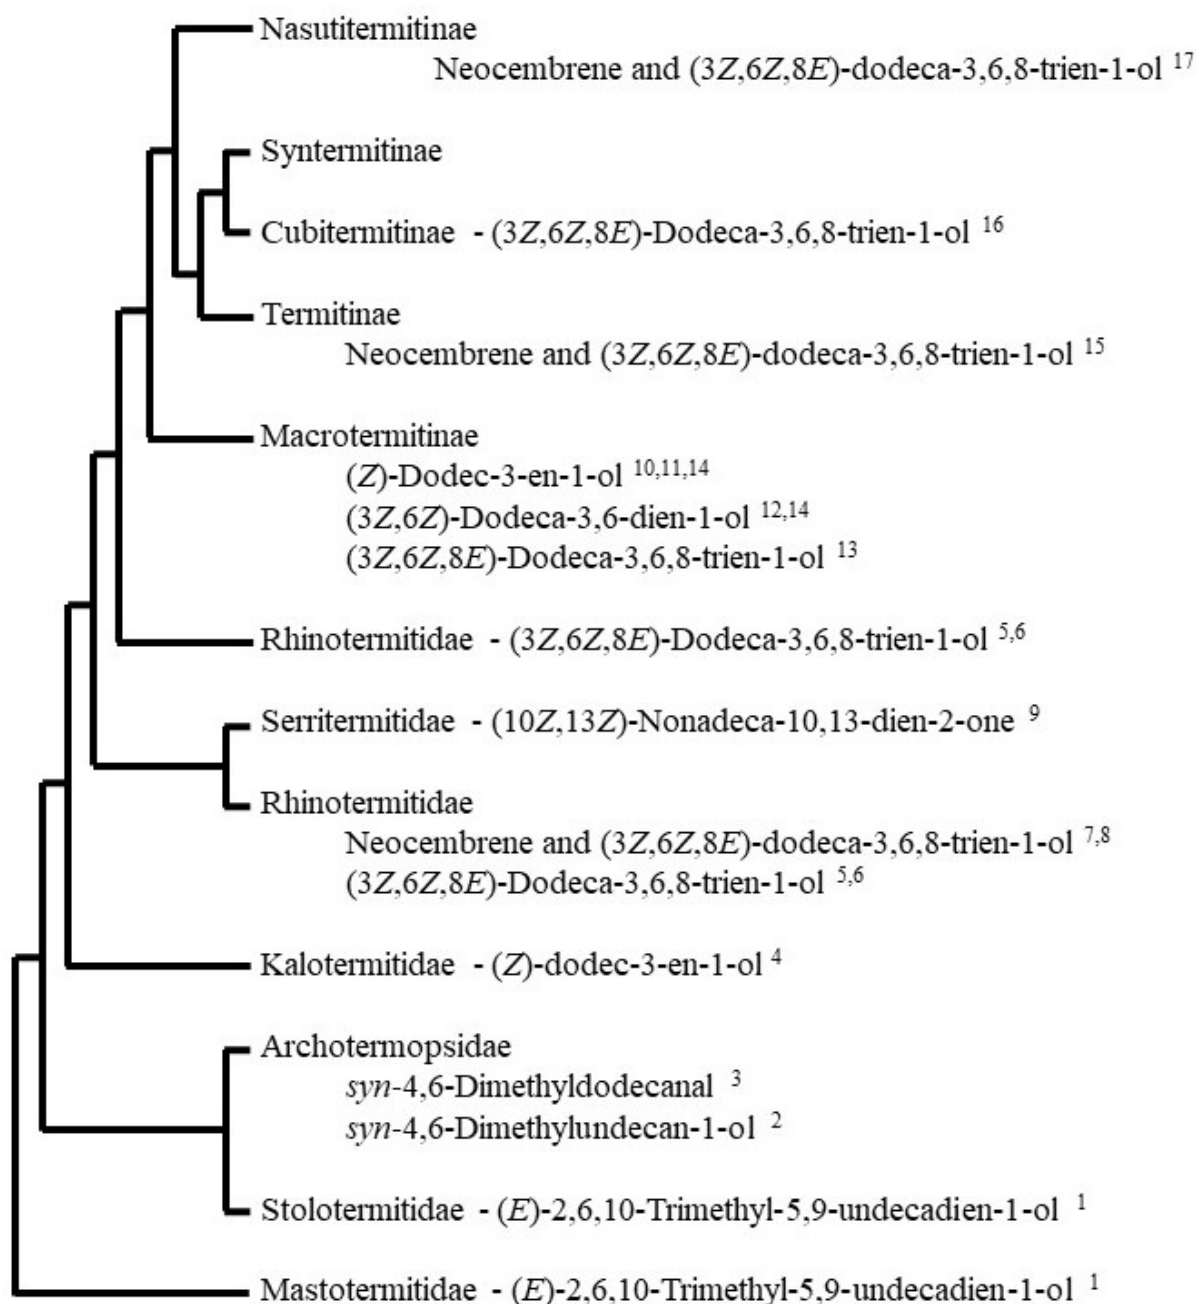 Nasutitermitinae
Neocembrene and (3Z,6Z,8E)-dodeca-3,6,8-trien-1-ol 17
Syntermitinae
Cubitermitinae - (3Z,6Z,8E)-Dodeca-3,6,8-trien-1-ol 16
Termitinae
Neocembrene and (3Z,6Z,8E)-dodeca-3,6,8-trien-1-ol 15
Macrotermitinae
(Z)-Dodec-3-en-1-ol 10,11,14
(3Z,6Z)-Dodeca-3,6-dien-1-ol 12,14
(3Z,6Z,8E)-Dodeca-3,6,8-trien-1-ol 13
Rhinotermitidae - (3Z,6Z,8E)-Dodeca-3,6,8-trien-1-ol 5,6
Serritermitidae - (10Z,13Z)-Nonadeca-10,13-dien-2-one 9
Rhinotermitidae
Neocembrene and (3Z,6Z,8E)-dodeca-3,6,8-trien-1-ol 7,8
(3Z,6Z,8E)-Dodeca-3,6,8-trien-1-ol 5,6
Kalotermitidae - (Z)-dodec-3-en-1-ol 4
Archotermopsidae
syn-4,6-Dimethyldodecanal 3
syn-4,6-Dimethylundecan-1-ol 2
Stolotermitidae - (E)-2,6,10-Trimethyl-5,9-undecadien-1-ol 1
Mastotermitidae - (E)-2,6,10-Trimethyl-5,9-undecadien-1-ol 1